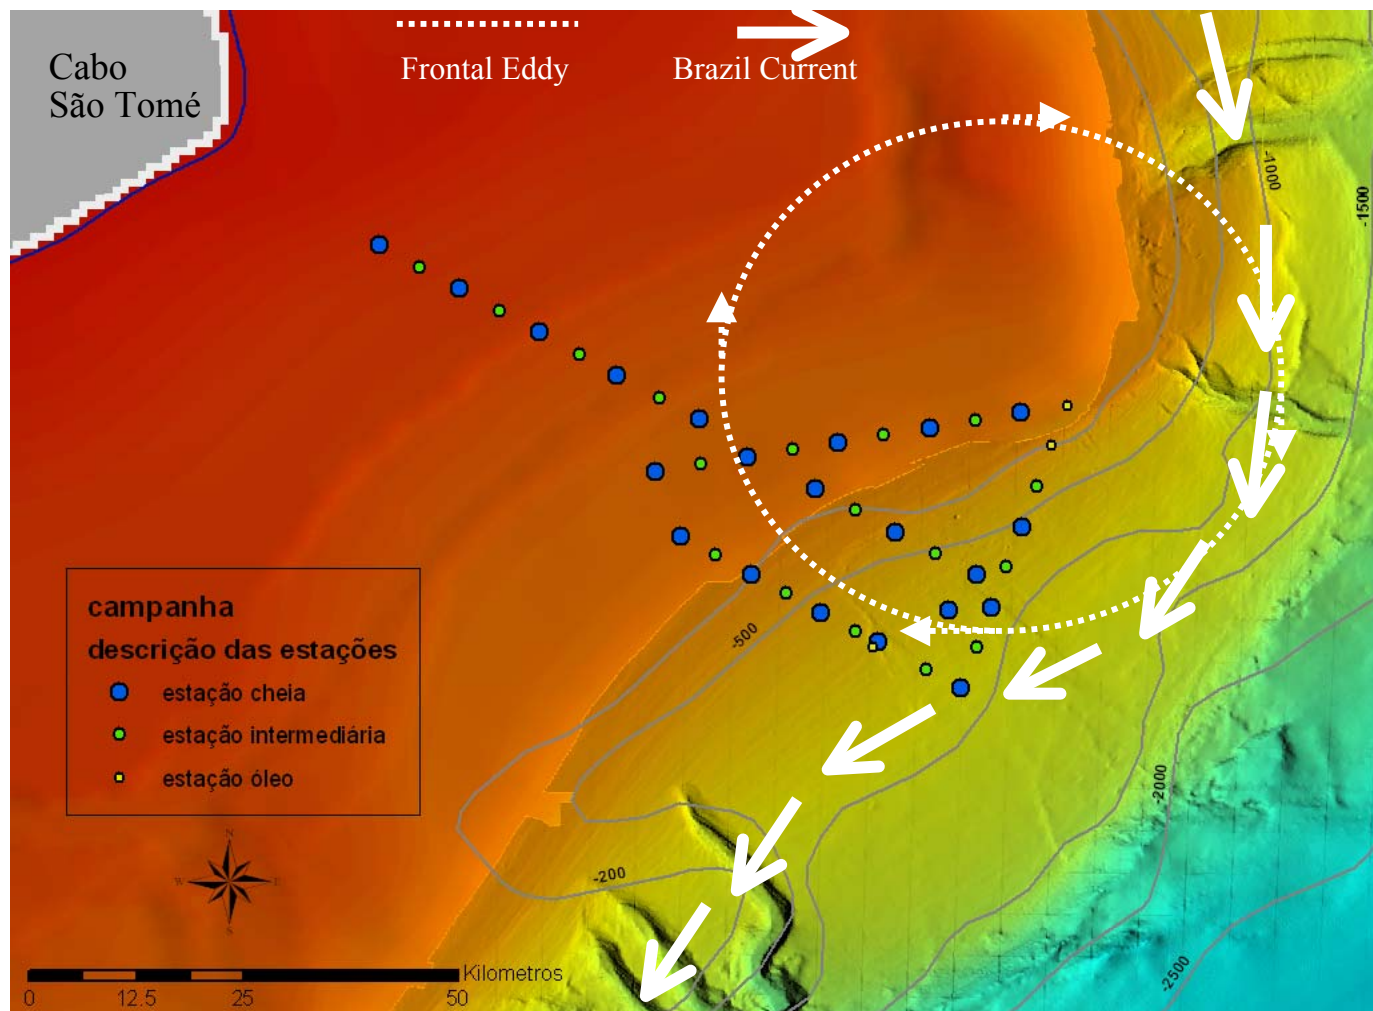 Cabo
São Tomé
Frontal Eddy
Brazil Current
-1000
-1500
campanha
descrição das estações
estação cheia
estação intermediária
estação óleo
-500
-200
-2000
-2500
N
W
E
S
Kilometros
0 12.5 25 50